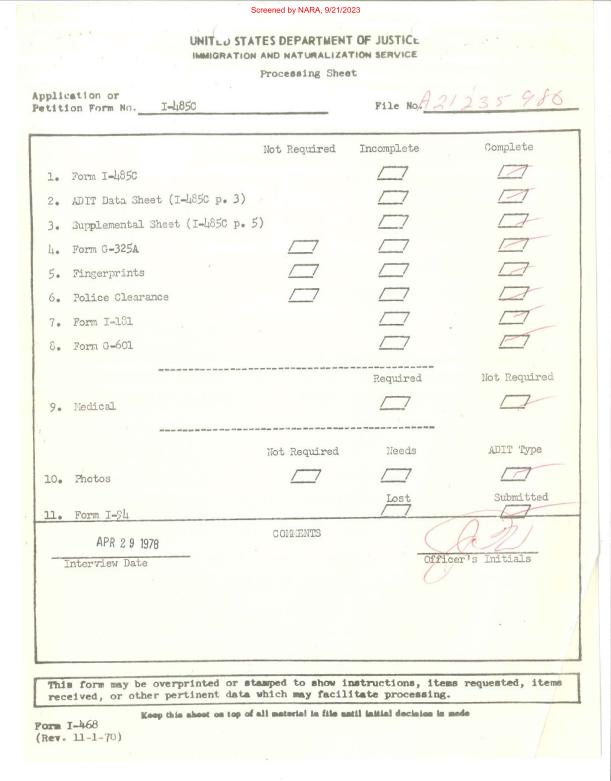 Screened by NARA, 9/21/2023
UNITED STATES DEPARTMENT OF JUSTICE
IMMIGRATION AND NATURALIZATION SERVICE
Processing Sheet
Application or
Petition Form No. I-485C File No. A21 235 986
Not Required Incomplete Complete
1. Form I-485C
2. ADIT Data Sheet (I-485C p. 3)
3. Supplemental Sheet (I-485C p. 5)
4. Form G-325A
5. Fingerprints
6. Police Clearance
7. Form I-181
8. Form G-601
Required Not Required
9. Medical
Not Required Needs ADIT Type
10. Photos
Lost Submitted
11. Form I-94
COMMENTS
APR 29 1978
Interview Date Officer's Initials
This form may be overprinted or stamped to show instructions, items requested, items
received, or other pertinent data which may facilitate processing.
Keep this sheet on top of all material in file until initial decision is made
Form I-468
(Rev. 11-1-70)